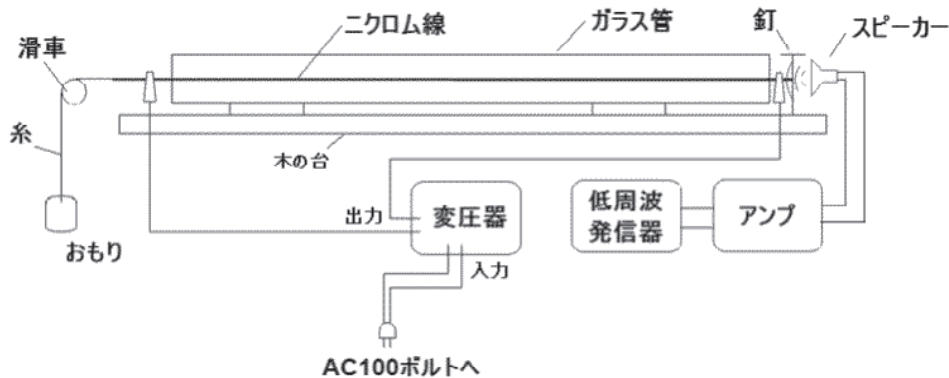 ニクロム線
ガラス管
釘
スピーカー
滑車
糸
木の台
おもり
出力
変圧器
入力
低周波
発信器
アンプ
AC100ボルトへ